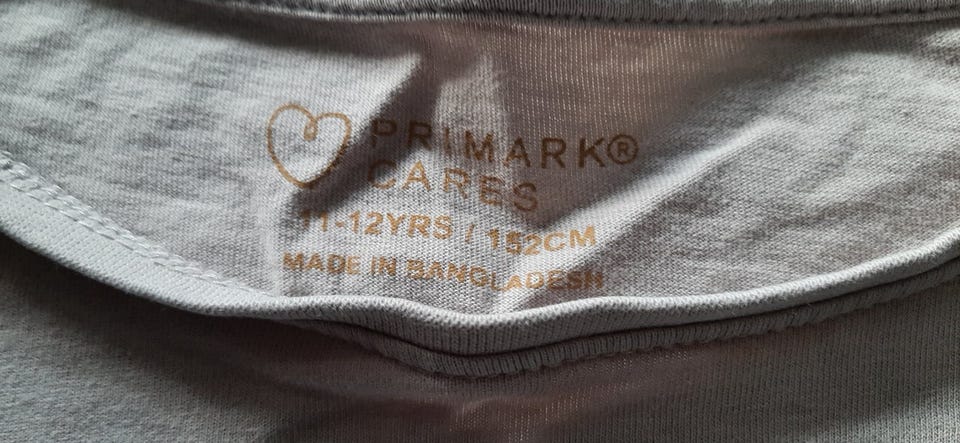 PRIMARK®
CARES
11-12YRS / 152CM
MADE IN BANGLADESH